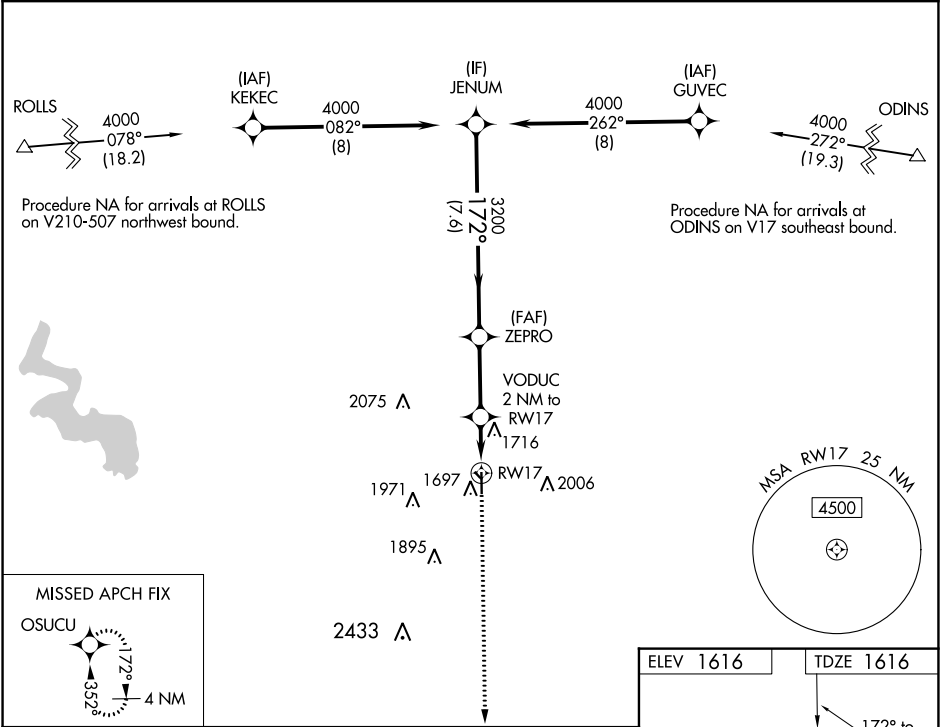 ROLLS
4000
078°
(18.2)
(IAF)
KEKEC
4000
082°
(8)
(IF)
JENUM
4000
262°
(8)
(IAF)
GUVEC
ODINS
4000
272°
(19.3)
Procedure NA for arrivals at ROLLS
on V210-507 northwest bound.
Procedure NA for arrivals at
ODINS on V17 southeast bound.
3200
172°
(7.6)
(FAF)
ZEPRO
VODUC
2 NM to
RW17
2075
1716
RW17
1697
2006
1971
1895
2433
MSA RW17 25 NM
4500
MISSED APCH FIX
OSUCU
172°
352°
4 NM
ELEV 1616
TDZE 1616
172° to